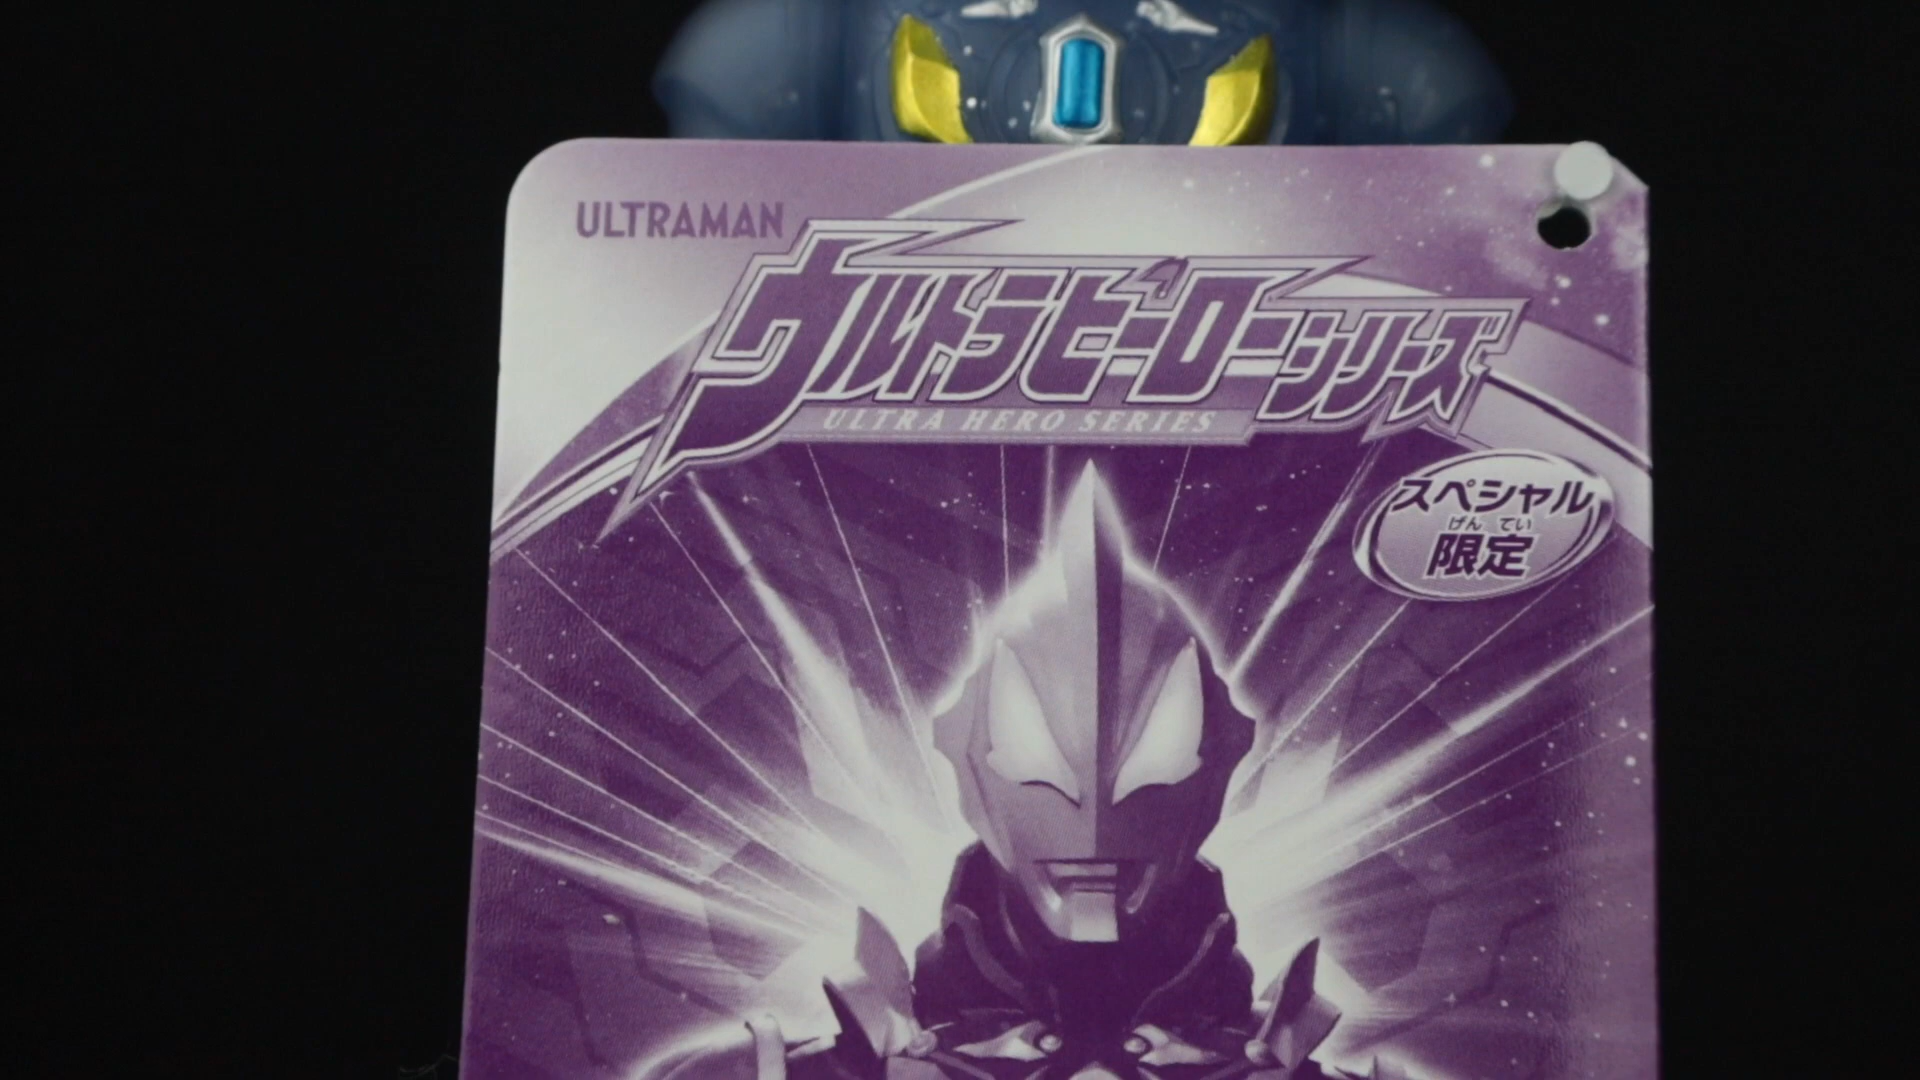 ULTRAMAN
ウルトラヒーローシリーズ
ULTRA HERO SERIES
スペシャル
げん てい
限定